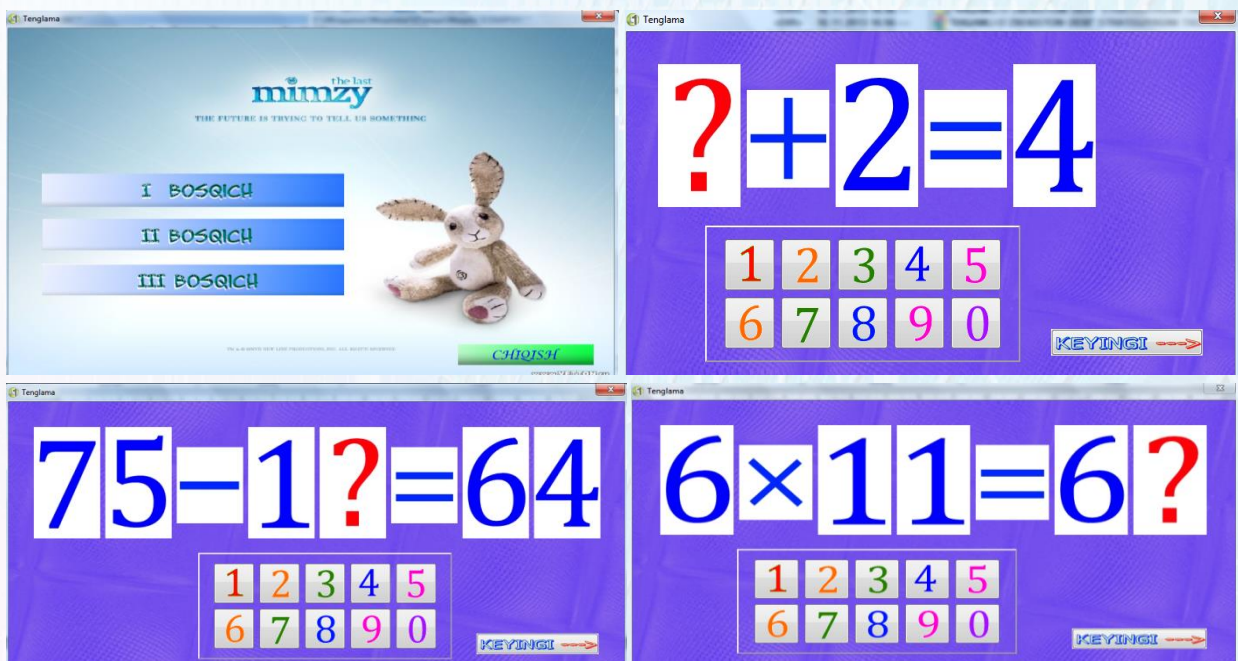 Tenglama
the last
mimzy
THE FUTURE IS TRYING TO TELL US SOMETHING
I BOSQICH
II BOSQICH
III BOSQICH
CHIQISH
Tenglama
?+2=4
1 2 3 4 5
6 7 8 9 0
KEYINGI --->
Tenglama
75−1?=64
1 2 3 4 5
6 7 8 9 0
KEYINGI --->
Tenglama
6×11=6?
1 2 3 4 5
6 7 8 9 0
KEYINGI --->